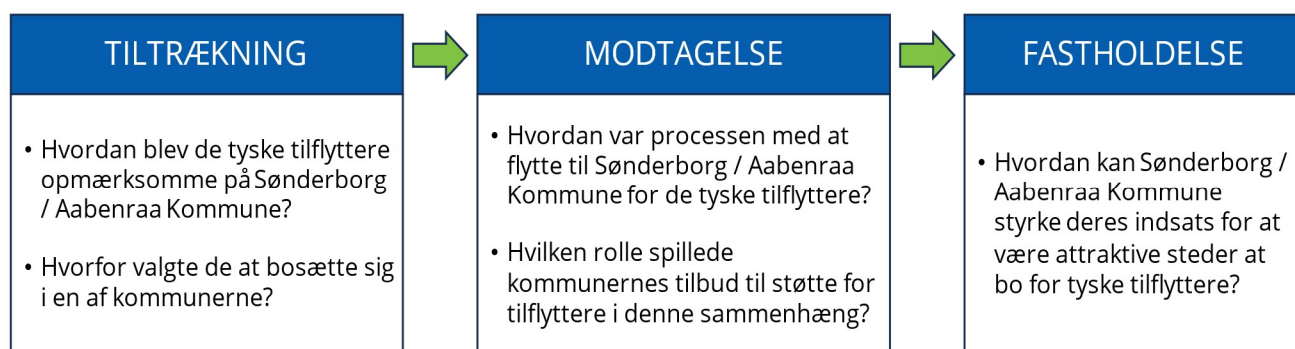 TILTRÆKNING
• Hvordan blev de tyske tilflyttere
opmærksomme på Sønderborg
/ Aabenraa Kommune?
• Hvorfor valgte de at bosætte sig
i en af kommunerne?
MODTAGELSE
• Hvordan var processen med at
flytte til Sønderborg / Aabenraa
Kommune for de tyske tilflyttere?
• Hvilken rolle spillede
kommunernes tilbud til støtte for
tilflyttere i denne sammenhæng?
FASTHOLDELSE
• Hvordan kan Sønderborg /
Aabenraa Kommune
styrke deres indsats for at
være attraktive steder at
bo for tyske tilflyttere?